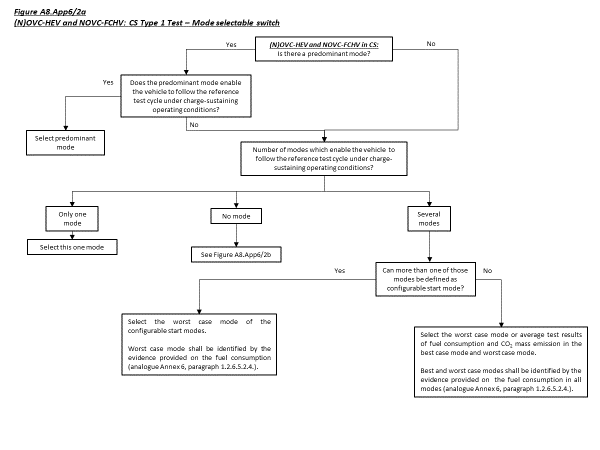 Figure A8.App6/2a
(N)OVC-HEV and NOVC-FCHV: CS Type 1 Test – Mode selectable switch
Yes
(N)OVC-HEV and NOVC-FCHV in CS:
Is there a predominant mode?
No
Yes
Does the predominant mode enable
the vehicle to follow the reference
test cycle under charge-sustaining
operating conditions?
No
Select predominant
mode
Number of modes which enable the vehicle to
follow the reference test cycle under charge-
sustaining operating conditions?
Only one
mode
No mode
Several
modes
Select this one mode
See Figure A8.App6/2b
Yes
Can more than one of those
modes be defined as
configurable start mode?
No
Select the worst case mode of the
configurable start modes.
Worst case mode shall be identified by the
evidence provided on the fuel consumption
(analogue Annex 6, paragraph 1.2.6.5.2.4.).
Select the worst case mode or average test results
of fuel consumption and CO2 mass emission in the
best case mode and worst case mode.
Best and worst case modes shall be identified by the
evidence provided on the fuel consumption in all
modes (analogue Annex 6, paragraph 1.2.6.5.2.4.).